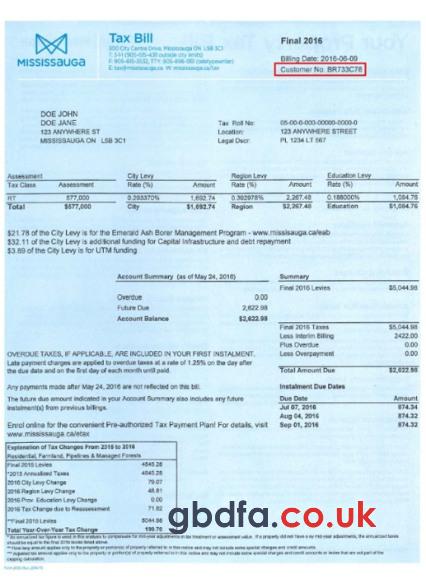 Tax Bill
MISSISSAUGA
300 City Centre Drive, Mississauga ON L5B 3C1
T: 3-1-1 (905-615-4311 outside city limits)
E: tax@mississauga.ca W: mississauga.ca/tax
Final 2016
Billing Date: 2016-06-09
Customer No. BR733C78
DOE JOHN
DOE JANE
123 ANYWHERE ST
MISSISSAUGA ON L5B 3C1
Tax Roll No: 05-00-0-000-00000-0000-0
Location: 123 ANYWHERE STREET
Legal Dscr: PL 1234 LT 567
Assessment City Levy Region Levy Education Levy
Tax Class Assessment Rate (%) Amount Rate (%) Amount Rate (%) Amount
RT 577,000 0.293370% 1,692.74 0.392978% 2,267.48 0.188000% 1,084.76
Total $577,000 City $1,692.74 Region $2,267.48 Education $1,084.76
$21.78 of the City Levy is for the Emerald Ash Borer Management Program - www.mississauga.ca/eab
$32.11 of the City Levy is additional funding for Capital Infrastructure and debt repayment
$3.69 of the City Levy is for UTM funding
Account Summary (as of May 24, 2016)
Overdue 0.00
Future Due 2,622.98
Account Balance $2,622.98
Summary
Final 2016 Levies $5,044.98
Final 2016 Taxes $5,044.98
Less Interim Billing 2422.00
Plus Overdue 0.00
Less Overpayment 0.00
Total Amount Due $2,622.98
OVERDUE TAXES, IF APPLICABLE, ARE INCLUDED IN YOUR FIRST INSTALMENT.
Late payment charges are applied to overdue taxes at a rate of 1.25% on the day after
the due date and on the first day of each month until paid.
Any payments made after May 24, 2016 are not reflected on this bill.
The future due amount indicated in your Account Summary also includes any future
instalment(s) from previous billings.
Enrol online for the convenient Pre-authorized Tax Payment Plan! For details, visit
www.mississauga.ca/etax
Instalment Due Dates
Due Date Amount
Jul 07, 2016 874.34
Aug 04, 2016 874.32
Sep 01, 2016 874.32
Explanation of Tax Changes From 2015 to 2016
Residential, Farmland, Pipelines & Managed Forests
Final 2015 Levies 4845.28
*2015 Annualized Taxes 4845.28
2016 City Levy Change 79.07
2016 Region Levy Change 48.81
2016 Prov. Education Levy Change 0.00
2016 Tax Change due to Reassessment 71.82
**Final 2016 Levies 5044.98
Total Year-Over-Year Tax Change 199.70
gbdfa.co.uk